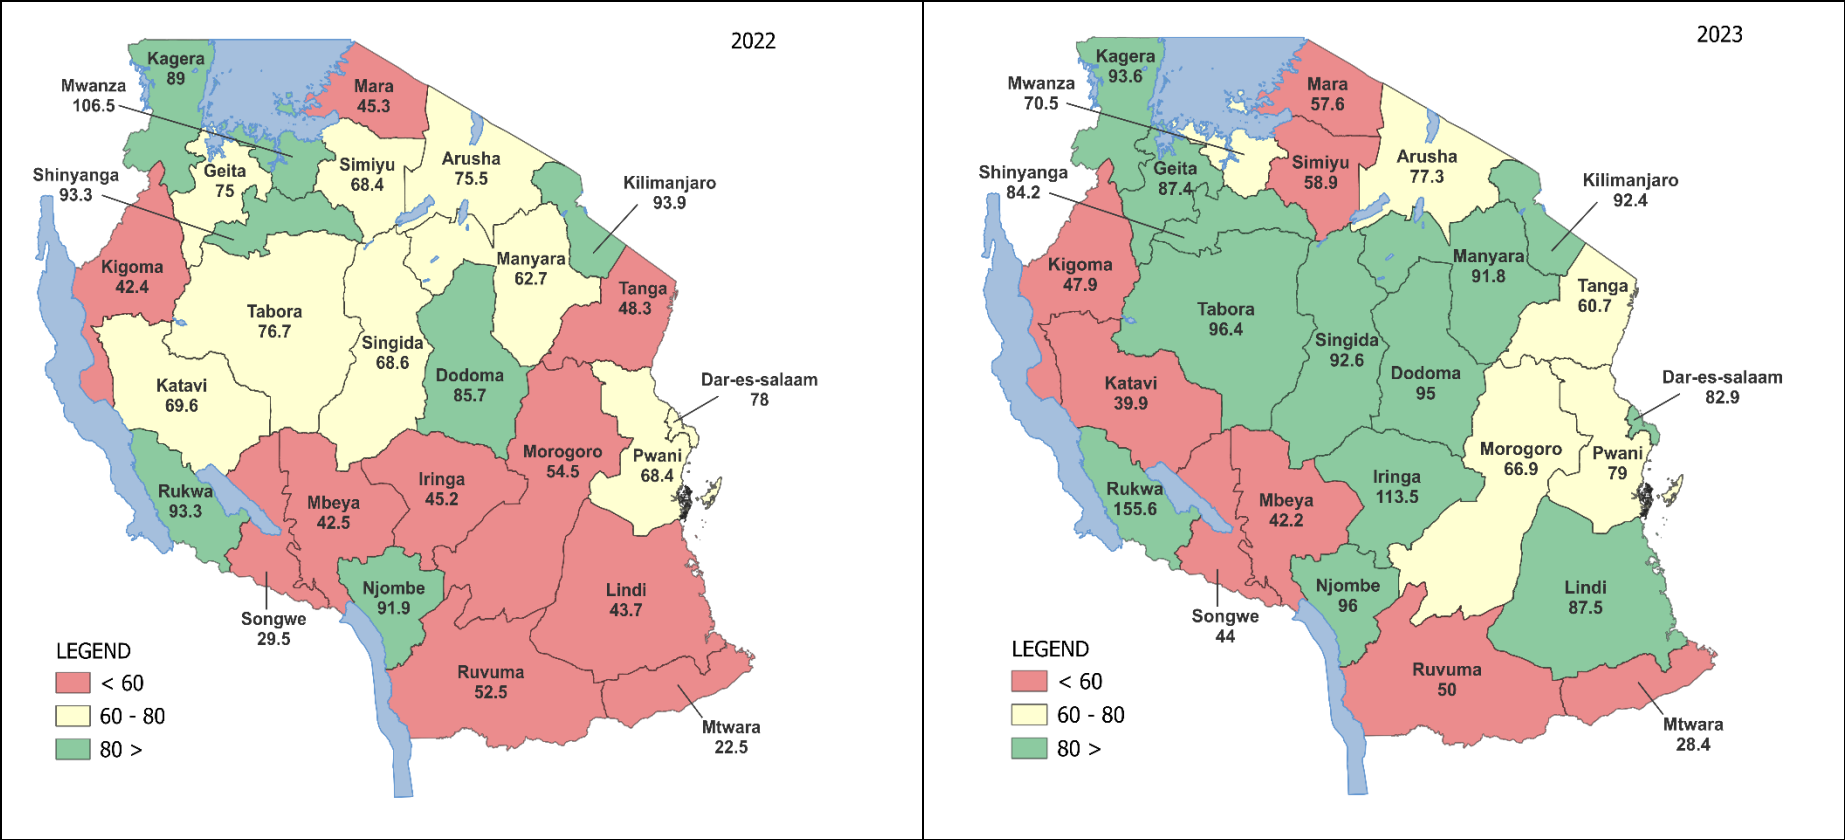 2022
Kagera
89
Mwanza
106.5
Mara
45.3
Shinyanga
93.3
Geita
75
Simiyu
68.4
Arusha
75.5
Kilimanjaro
93.9
Kigoma
42.4
Tabora
76.7
Manyara
62.7
Tanga
48.3
Singida
68.6
Katavi
69.6
Dodoma
85.7
Dar-es-salaam
78
Morogoro
54.5
Pwani
68.4
Rukwa
93.3
Mbeya
42.5
Iringa
45.2
Njombe
91.9
Lindi
43.7
Songwe
29.5
Ruvuma
52.5
Mtwara
22.5
LEGEND
< 60
60 - 80
80 >
2023
Kagera
93.6
Mwanza
70.5
Mara
57.6
Shinyanga
84.2
Geita
87.4
Simiyu
58.9
Arusha
77.3
Kilimanjaro
92.4
Kigoma
47.9
Tabora
96.4
Manyara
91.8
Tanga
60.7
Singida
92.6
Katavi
39.9
Dodoma
95
Dar-es-salaam
82.9
Morogoro
66.9
Pwani
79
Rukwa
155.6
Mbeya
42.2
Iringa
113.5
Njombe
96
Lindi
87.5
Songwe
44
Ruvuma
50
Mtwara
28.4
LEGEND
< 60
60 - 80
80 >